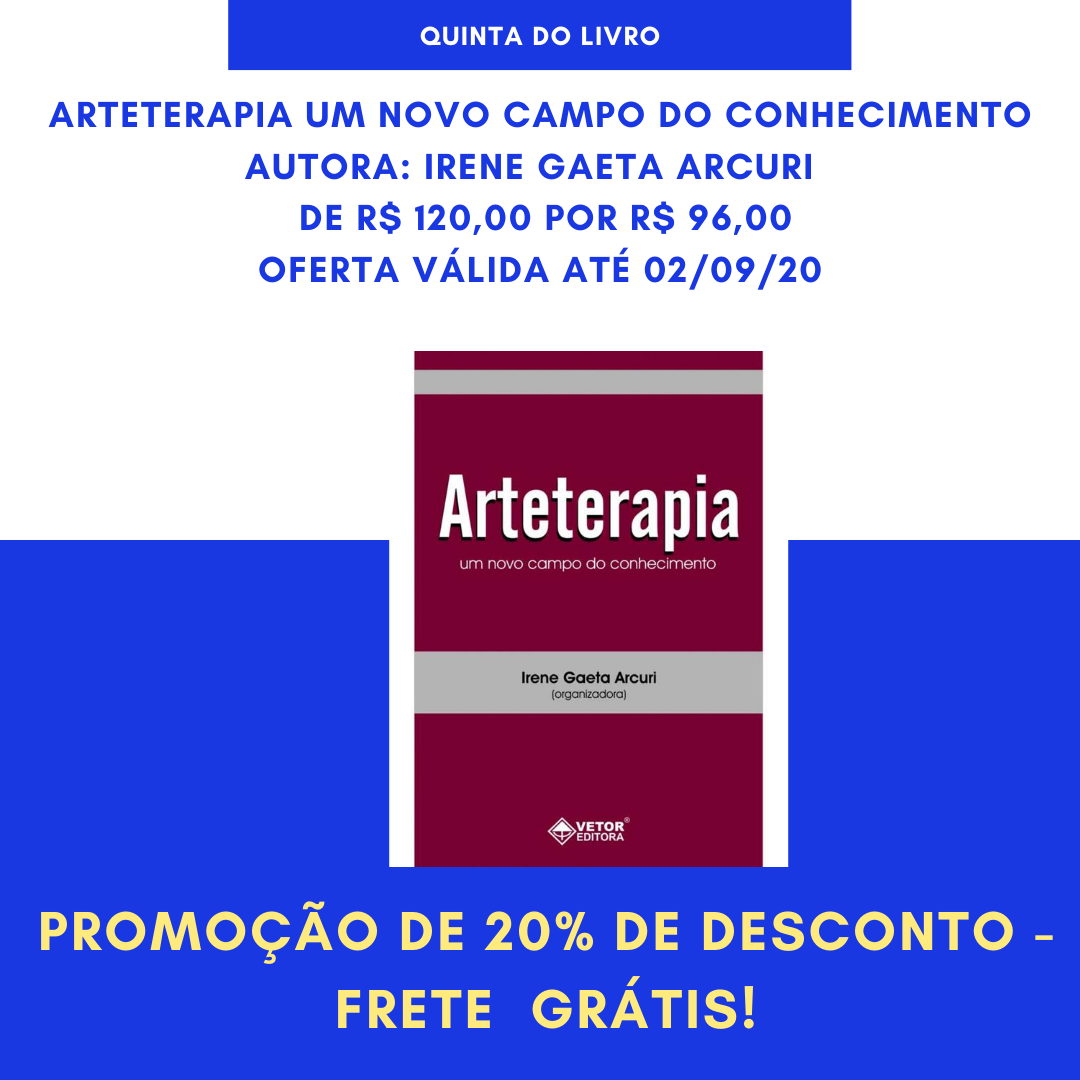 QUINTA DO LIVRO
ARTETERAPIA UM NOVO CAMPO DO CONHECIMENTO
AUTORA: IRENE GAETA ARCURI
DE R$ 120,00 POR R$ 96,00
OFERTA VÁLIDA ATÉ 02/09/20
Arteterapia
um novo campo do conhecimento
Irene Gaeta Arcuri
(organizadora)
VETOR®
EDITORA
PROMOÇÃO DE 20% DE DESCONTO -
FRETE GRÁTIS!